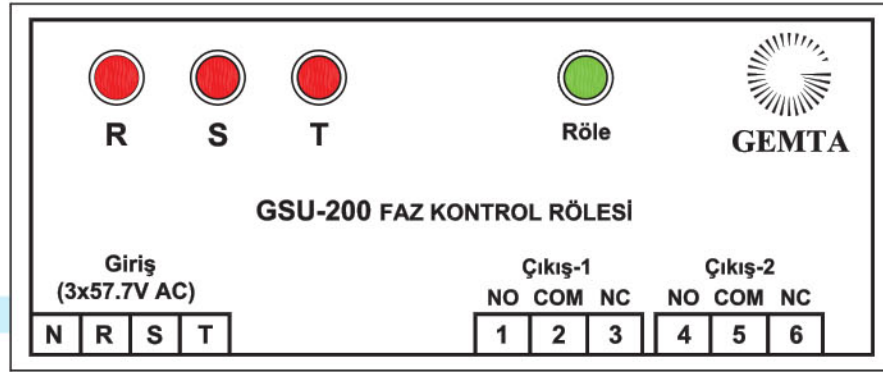 R S T Röle
GEMTA
GSU-200 FAZ KONTROL RÖLESİ
Giriş
(3x57.7V AC)
N R S T
Çıkış-1
NO COM NC
1 2 3
Çıkış-2
NO COM NC
4 5 6